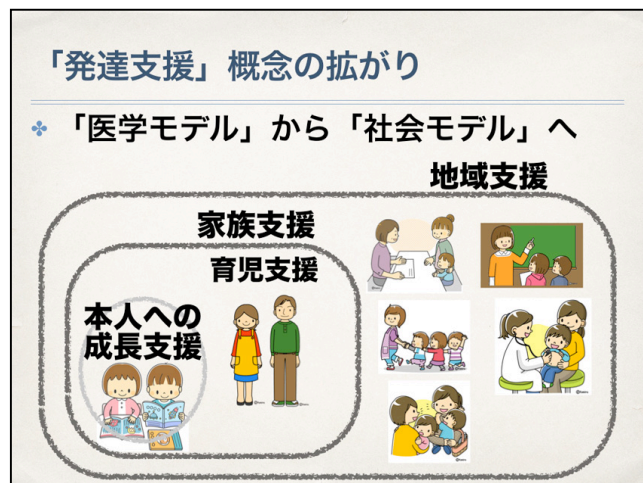 「発達支援」概念の拡がり
「医学モデル」から「社会モデル」へ
地域支援
家族支援
育児支援
本人への
成長支援